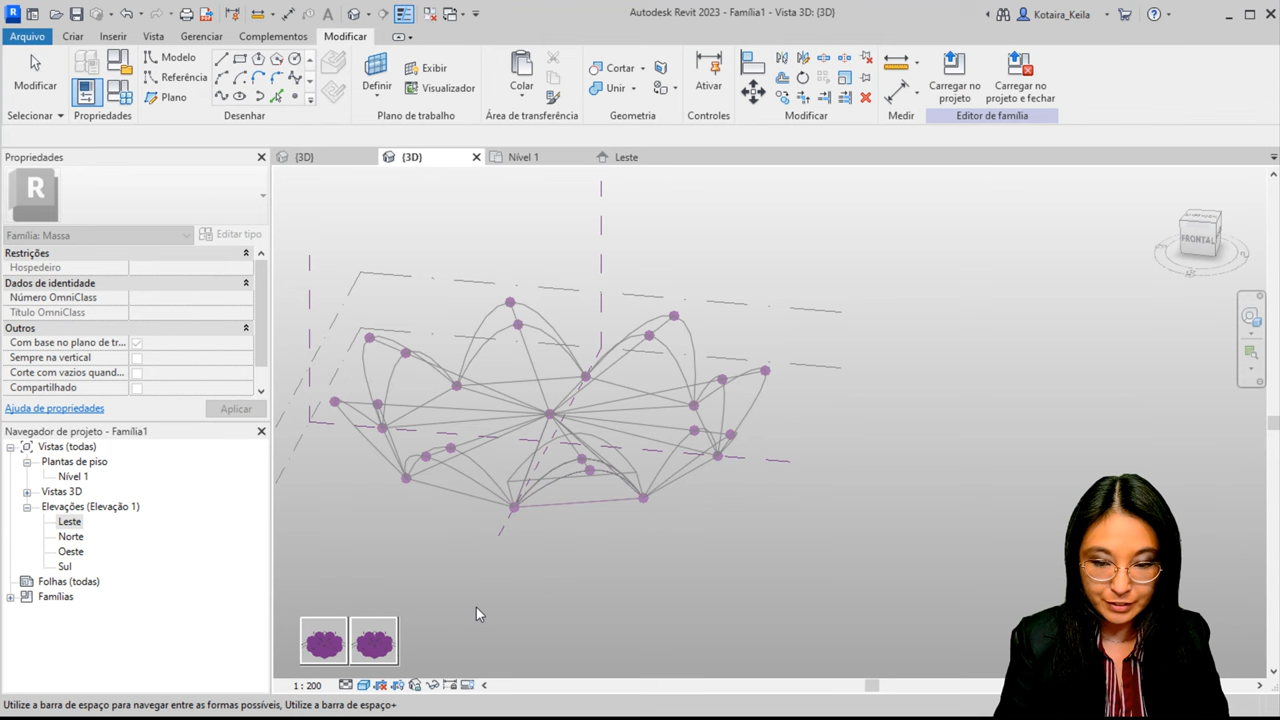 Autodesk Revit 2023 - Família1 - Vista 3D: {3D}
Kotaira_Keila
Arquivo Criar Inserir Vista Gerenciar Complementos Modificar
Modificar
Selecionar
Propriedades
Modelo
Referência
Plano
Desenhar
Definir
Exibir
Visualizador
Plano de trabalho
Colar
Área de transferência
Cortar
Unir
Geometria
Ativar
Controles
Modificar
Medir
Carregar no
projeto
Carregar no
projeto e fechar
Editor de família
Propriedades
{3D}
{3D}
Nível 1
Leste
R
Família: Massa
Editar tipo
Restrições
Hospedeiro
Dados de identidade
Número OmniClass
Título OmniClass
Outros
Com base no plano de tr...
Sempre na vertical
Corte com vazios quand...
Compartilhado
Ajuda de propriedades
Aplicar
Navegador de projeto - Família1
Vistas (todas)
Plantas de piso
Nível 1
Vistas 3D
Elevações (Elevação 1)
Leste
Norte
Oeste
Sul
Folhas (todas)
Famílias
FRONTAL
1 : 200
Utilize a barra de espaço para navegar entre as formas possíveis, Utilize a barra de espaço+